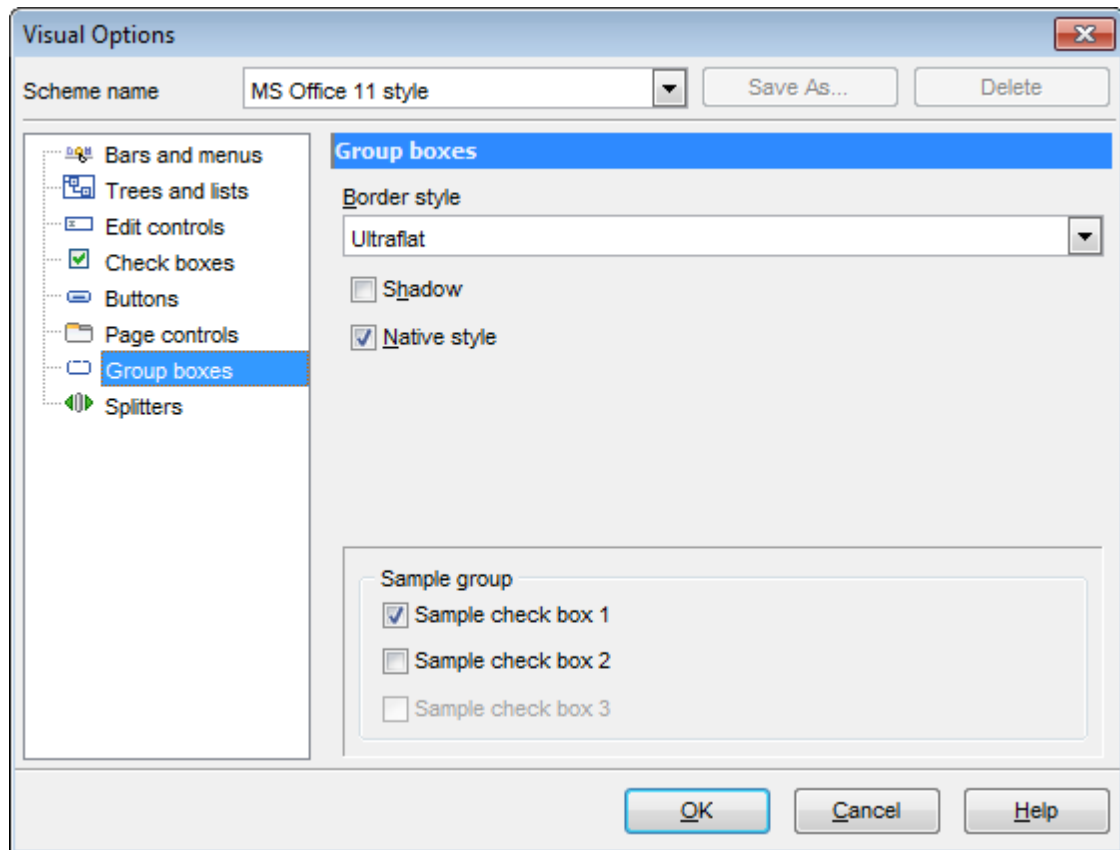 Visual Options
Scheme name
MS Office 11 style
Save As...
Delete
Bars and menus
Trees and lists
Edit controls
Check boxes
Buttons
Page controls
Group boxes
Splitters
Group boxes
Border style
Ultraflat
Shadow
Native style
Sample group
Sample check box 1
Sample check box 2
Sample check box 3
OK
Cancel
Help